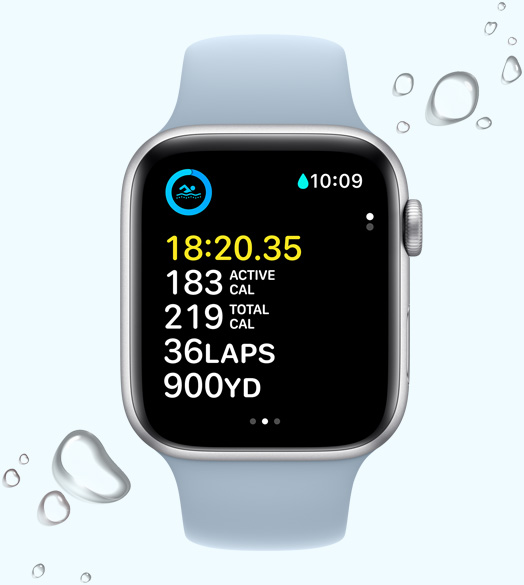 10:09
18:20.35
183 ACTIVE CAL
219 TOTAL CAL
36LAPS
900YD